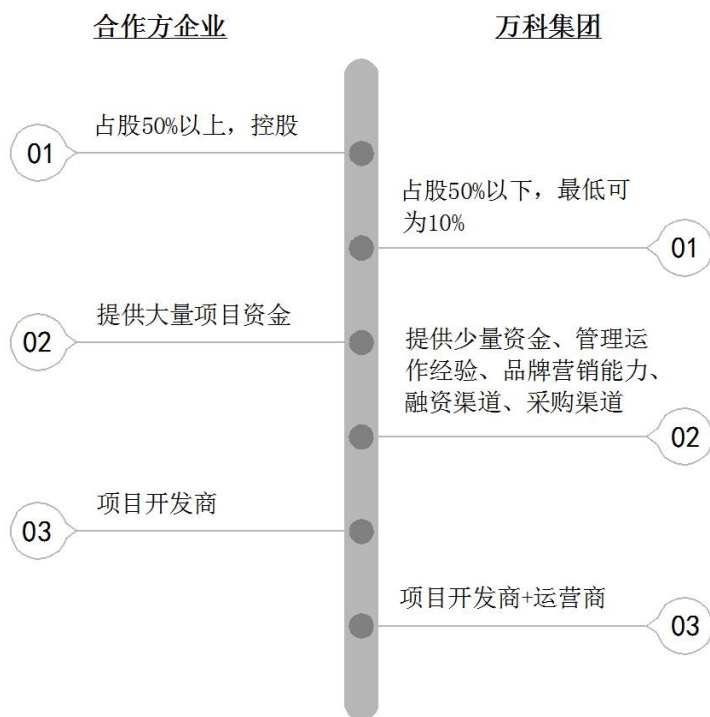 合作方企业
万科集团
01
占股50%以上，控股
占股50%以下，最低可
为10%
01
02
提供大量项目资金
提供少量资金、管理运
作经验、品牌营销能力、
融资渠道、采购渠道
02
03
项目开发商
项目开发商+运营商
03